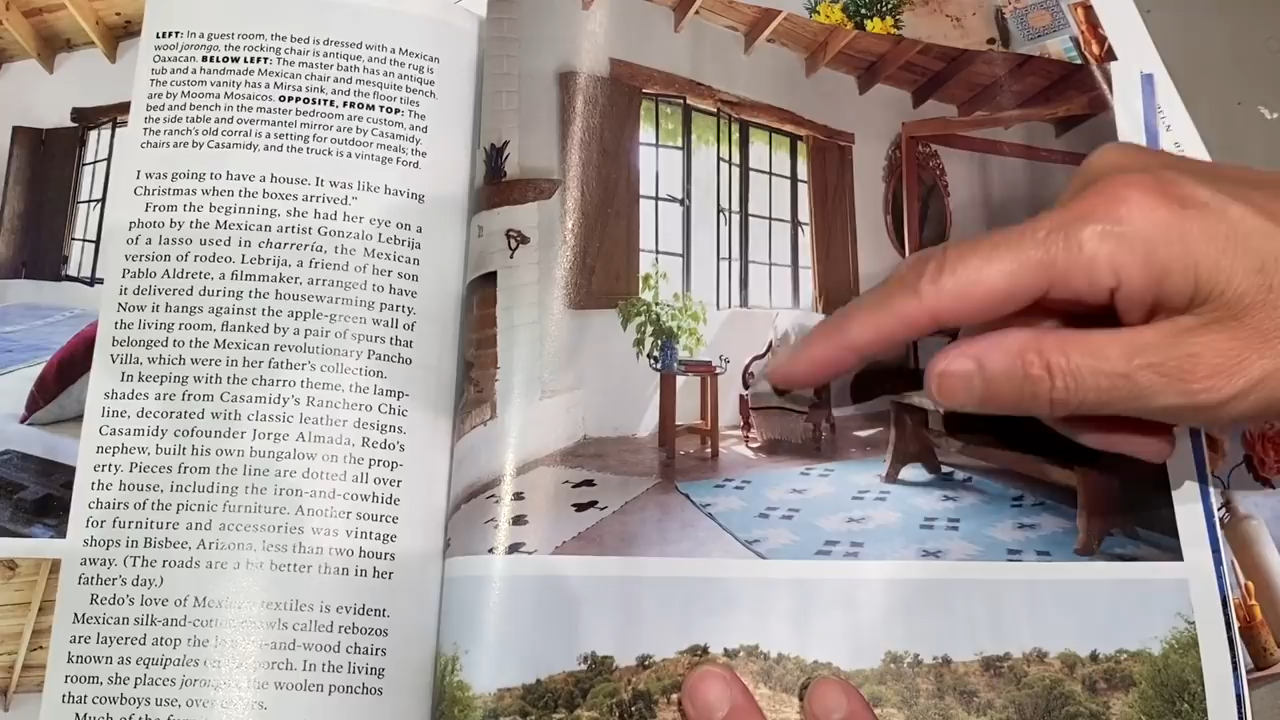 LEFT: In a guest room, the bed is dressed with a Mexican
wool jorongo, the rocking chair is antique, and the rug is
Oaxacan. BELOW LEFT: The master bath has an antique
tub and a handmade Mexican chair and mesquite bench.
The custom vanity has a Mirsa sink, and the floor tiles
are by Mooma Mosaicos. OPPOSITE, FROM TOP: The
bed and bench in the master bedroom are custom, and
the side table and overmantel mirror are by Casamidy.
The ranch's old corral is a setting for outdoor meals; the
chairs are by Casamidy, and the truck is a vintage Ford.
I was going to have a house. It was like having
Christmas when the boxes arrived."
From the beginning, she had her eye on a
photo by the Mexican artist Gonzalo Lebrija
of a lasso used in charrería, the Mexican
version of rodeo. Lebrija, a friend of her son
Pablo Aldrete, a filmmaker, arranged to have
it delivered during the housewarming party.
Now it hangs against the apple-green wall of
the living room, flanked by a pair of spurs that
belonged to the Mexican revolutionary Pancho
Villa, which were in her father's collection.
In keeping with the charro theme, the lamp-
shades are from Casamidy's Ranchero Chic
line, decorated with classic leather designs.
Casamidy cofounder Jorge Almada, Redo's
nephew, built his own bungalow on the prop-
erty. Pieces from the line are dotted all over
the house, including the iron-and-cowhide
chairs of the picnic furniture. Another source
for furniture and accessories was vintage
shops in Bisbee, Arizona, less than two hours
away. (The roads are a bit better than in her
father's day.)
Redo's love of Mexican textiles is evident.
Mexican silk-and-cotton shawls called rebozos
are layered atop the -and-wood chairs
known as equipales porch. In the living
room, she places the woolen ponchos
that cowboys use, over
Much of the